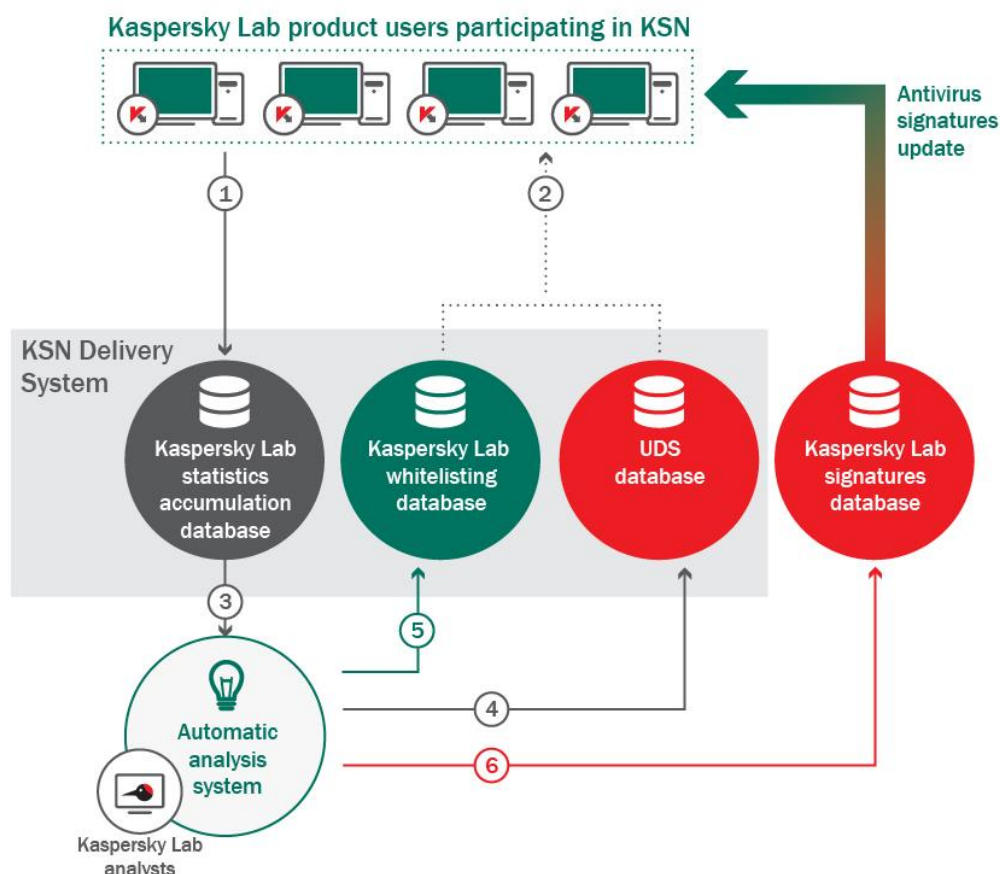 Kaspersky Lab product users participating in KSN
Antivirus
signatures
update
1
2
KSN Delivery
System
Kaspersky Lab
statistics
accumulation
database
Kaspersky Lab
whitelisting
database
UDS
database
Kaspersky Lab
signatures
database
3
5
4
6
Automatic
analysis
system
Kaspersky Lab
analysts